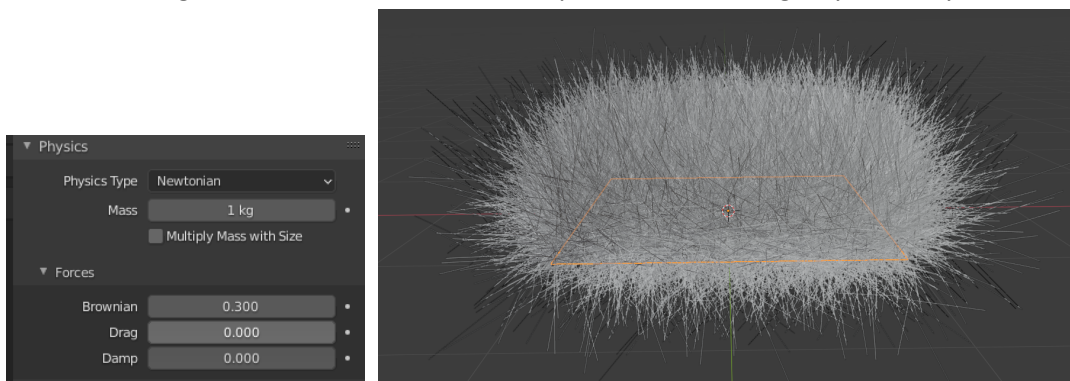 Physics
Physics Type Newtonian
Mass 1 kg
Multiply Mass with Size
Forces
Brownian 0.300
Drag 0.000
Damp 0.000